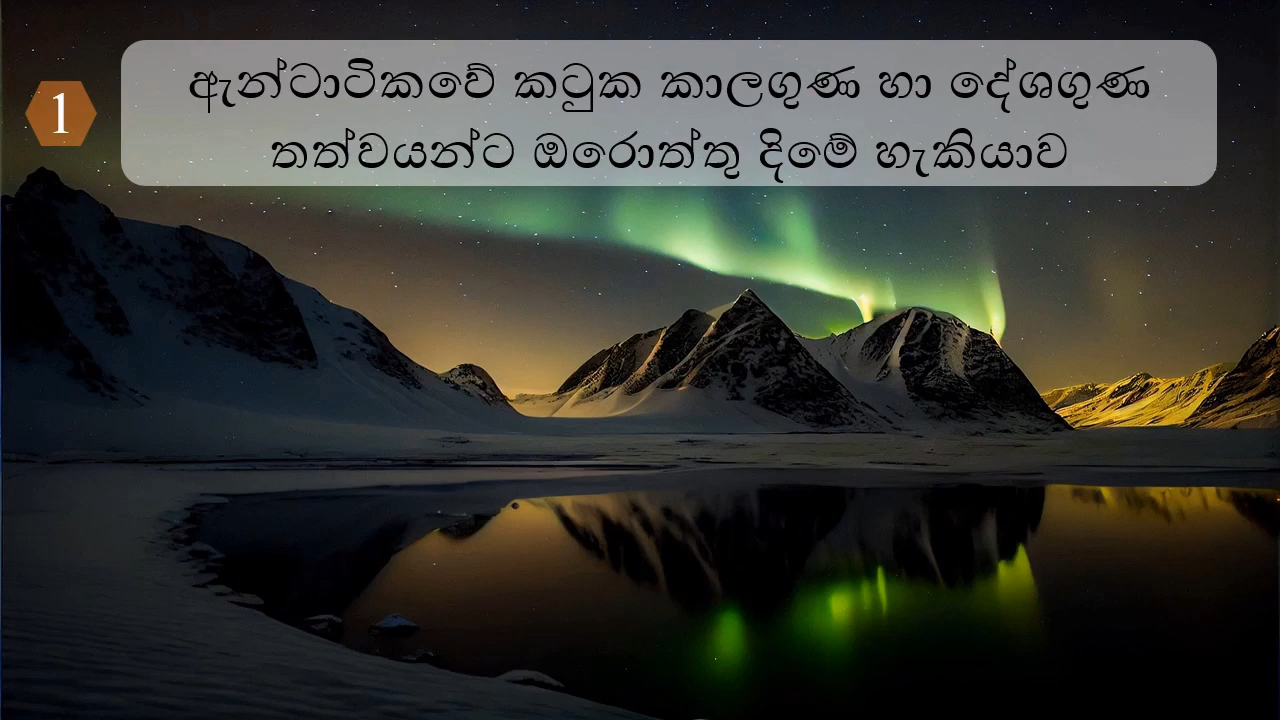 1
ඇන්ටාටිකවේ කටුක කාලගුණ හා දේශගුණ
තත්වයන්ට ඔරොත්තු දිමේ හැකියාව